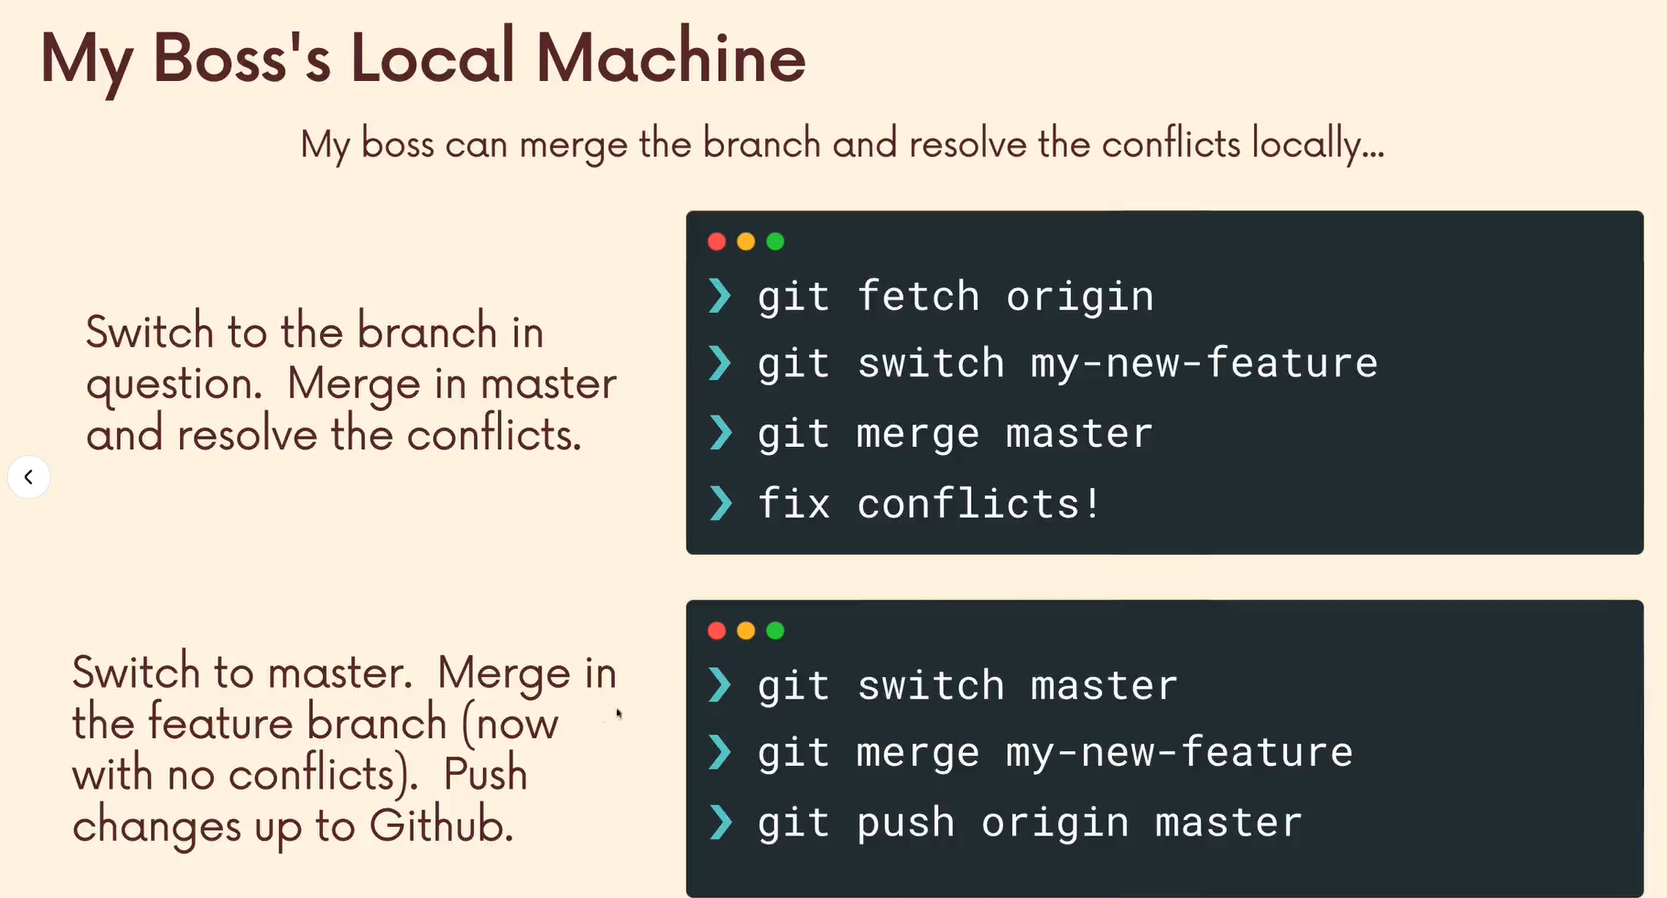 My Boss's Local Machine
My boss can merge the branch and resolve the conflicts locally...
Switch to the branch in
question. Merge in master
and resolve the conflicts.
❯ git fetch origin
❯ git switch my-new-feature
❯ git merge master
❯ fix conflicts!
Switch to master. Merge in
the feature branch (now
with no conflicts). Push
changes up to Github.
❯ git switch master
❯ git merge my-new-feature
❯ git push origin master